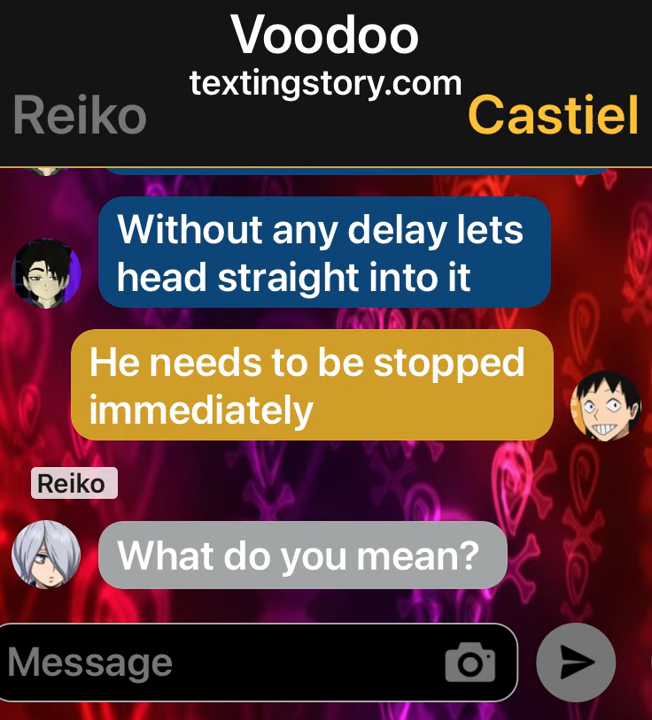 Voodoo
textingstory.com
Reiko
Castiel
Without any delay lets
head straight into it
He needs to be stopped
immediately
Reiko
What do you mean?
Message